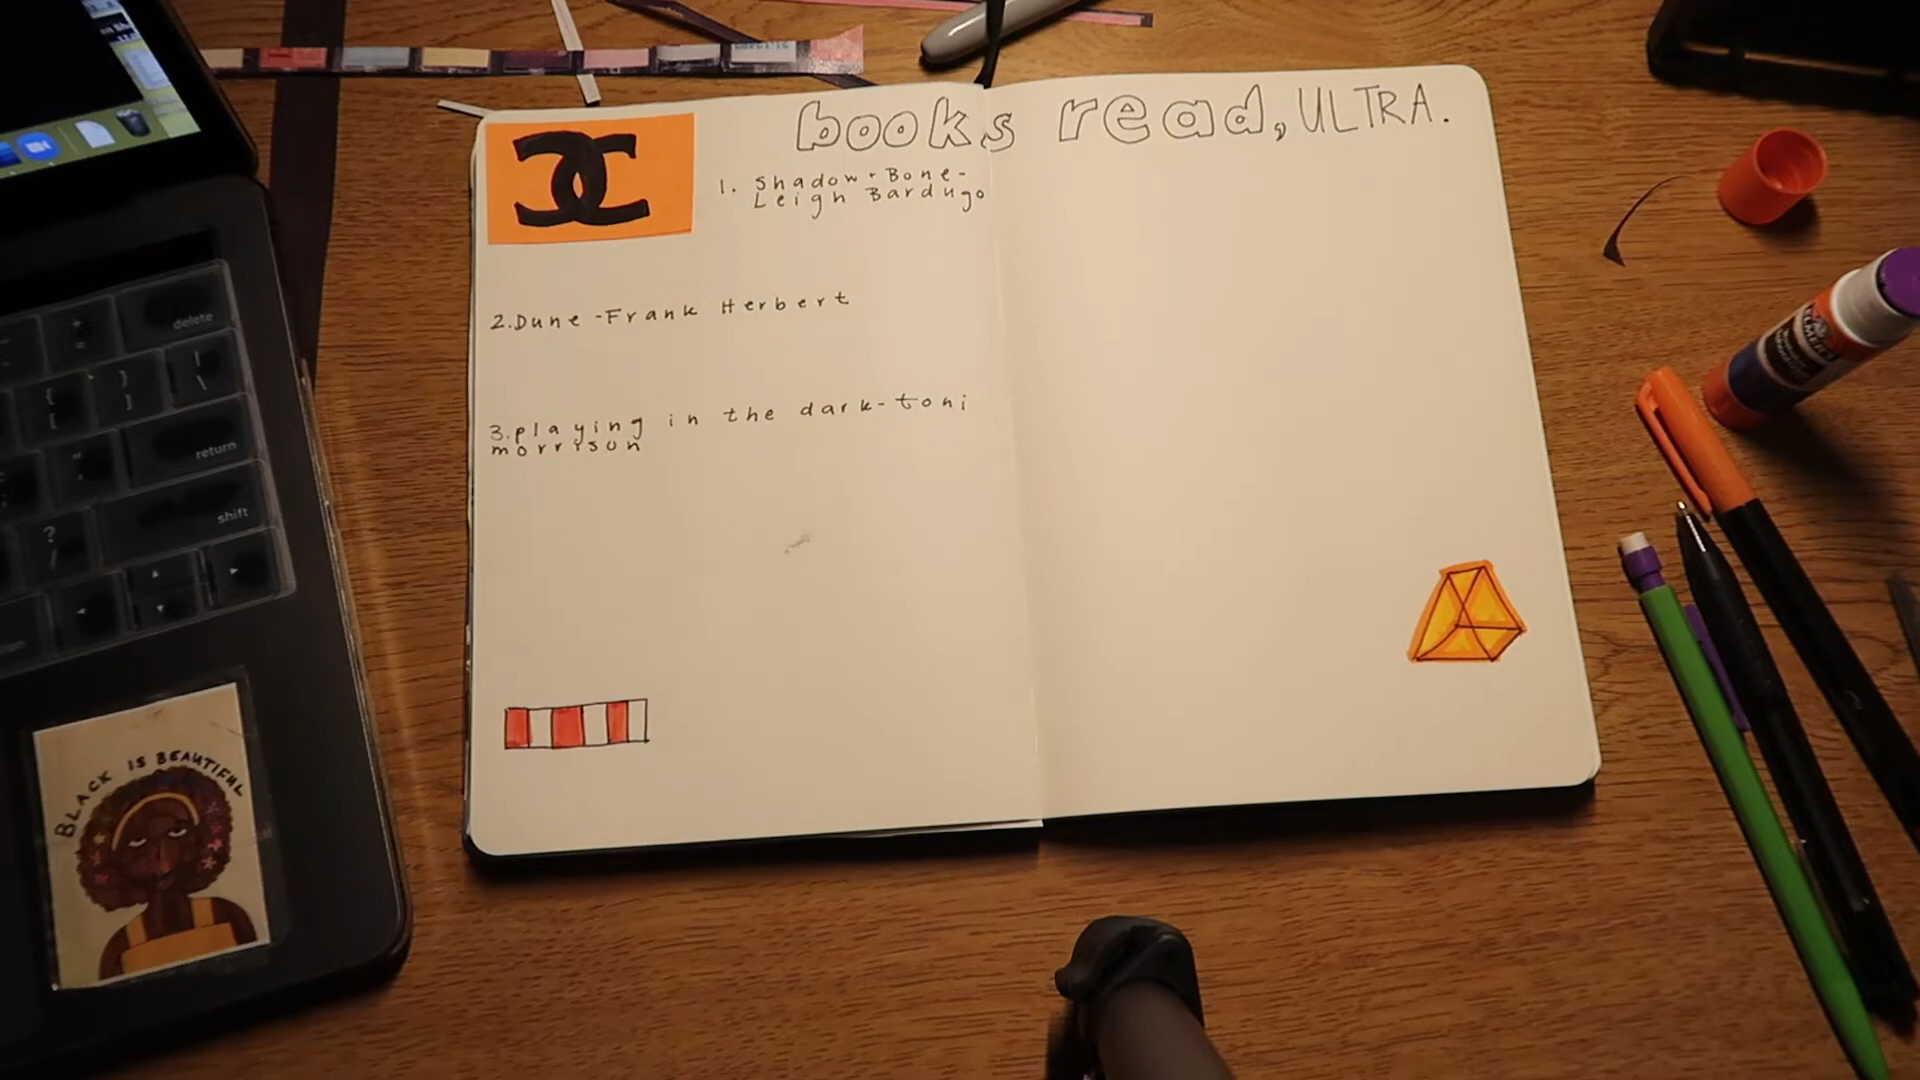 books read, ULTRA.
1. Shadow + Bone -
Leigh Bardugo
2. Dune - Frank Herbert
3. playing in the dark - toni
morrison
delete
return
shift
BLACK IS BEAUTIFUL
ELMER'S